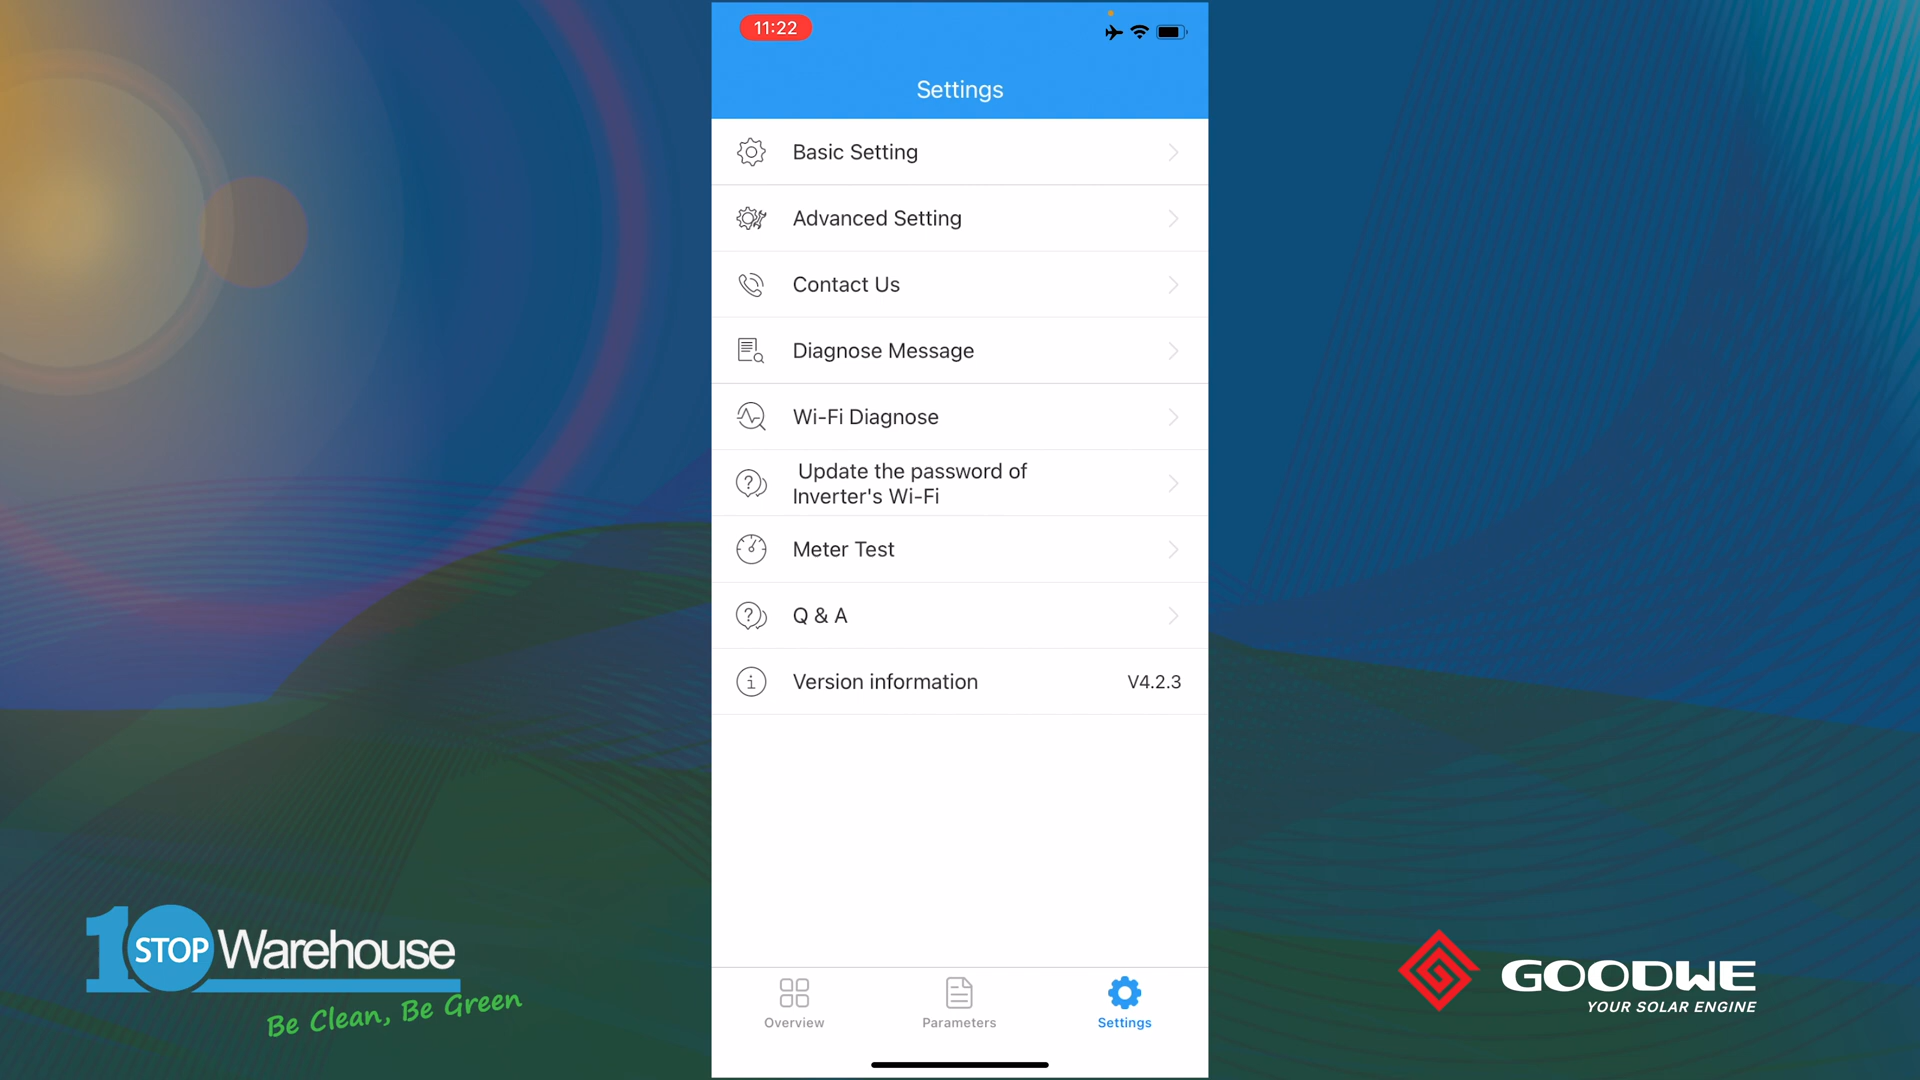 11:22
Settings
Basic Setting
Advanced Setting
Contact Us
Diagnose Message
Wi-Fi Diagnose
Update the password of
Inverter's Wi-Fi
Meter Test
Q & A
Version information V4.2.3
Overview Parameters Settings
1 STOP Warehouse
Be Clean, Be Green
GOODWE
YOUR SOLAR ENGINE